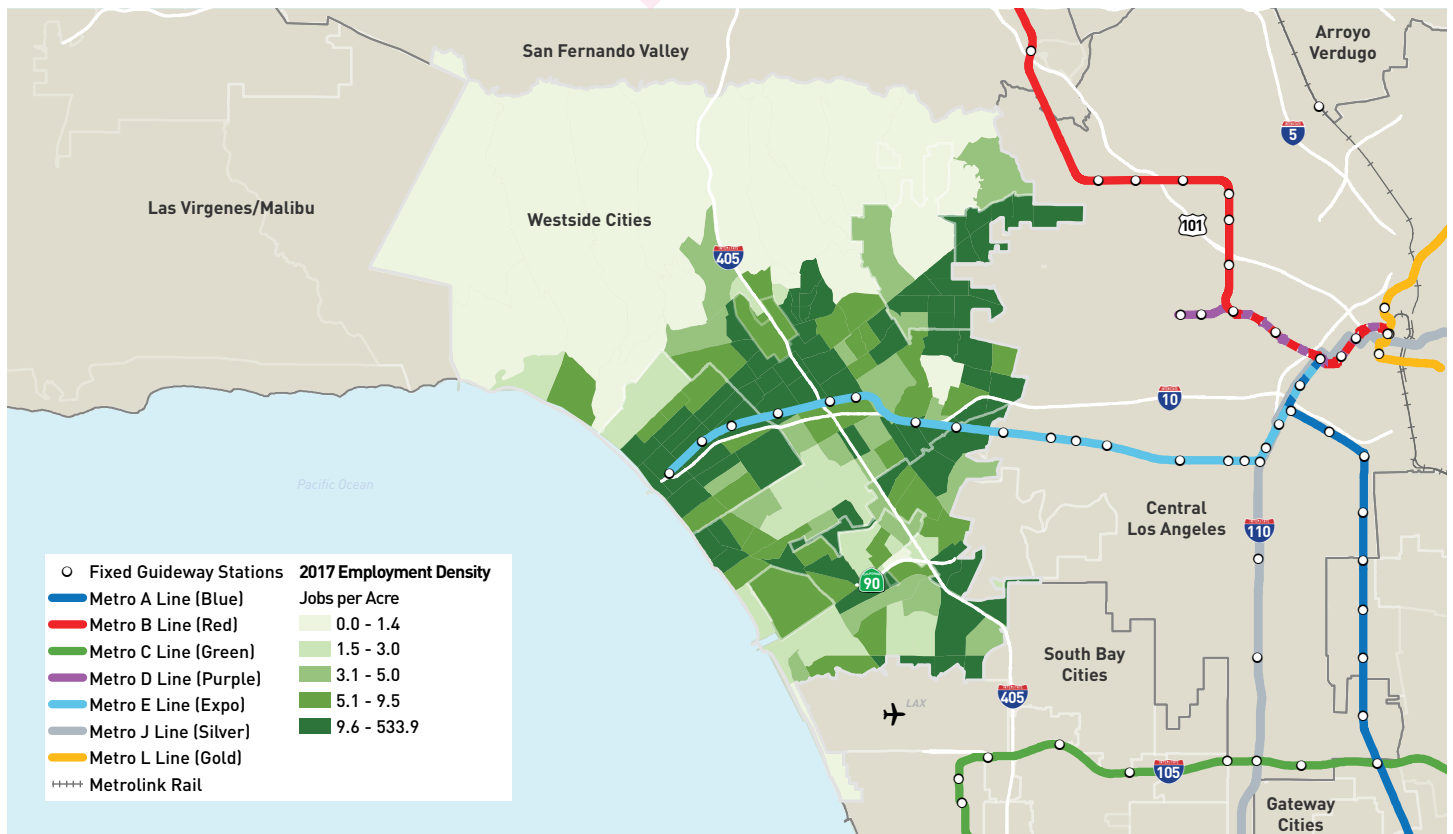 San Fernando Valley
Arroyo
Verdugo
5
Las Virgenes/Malibu
Westside Cities
101
405
10
Pacific Ocean
Central
Los Angeles
110
90
Fixed Guideway Stations
Metro A Line (Blue)
Metro B Line (Red)
Metro C Line (Green)
Metro D Line (Purple)
Metro E Line (Expo)
Metro J Line (Silver)
Metro L Line (Gold)
Metrolink Rail
2017 Employment Density
Jobs per Acre
0.0 - 1.4
1.5 - 3.0
3.1 - 5.0
5.1 - 9.5
9.6 - 533.9
South Bay
Cities
405
LAX
105
Gateway
Cities